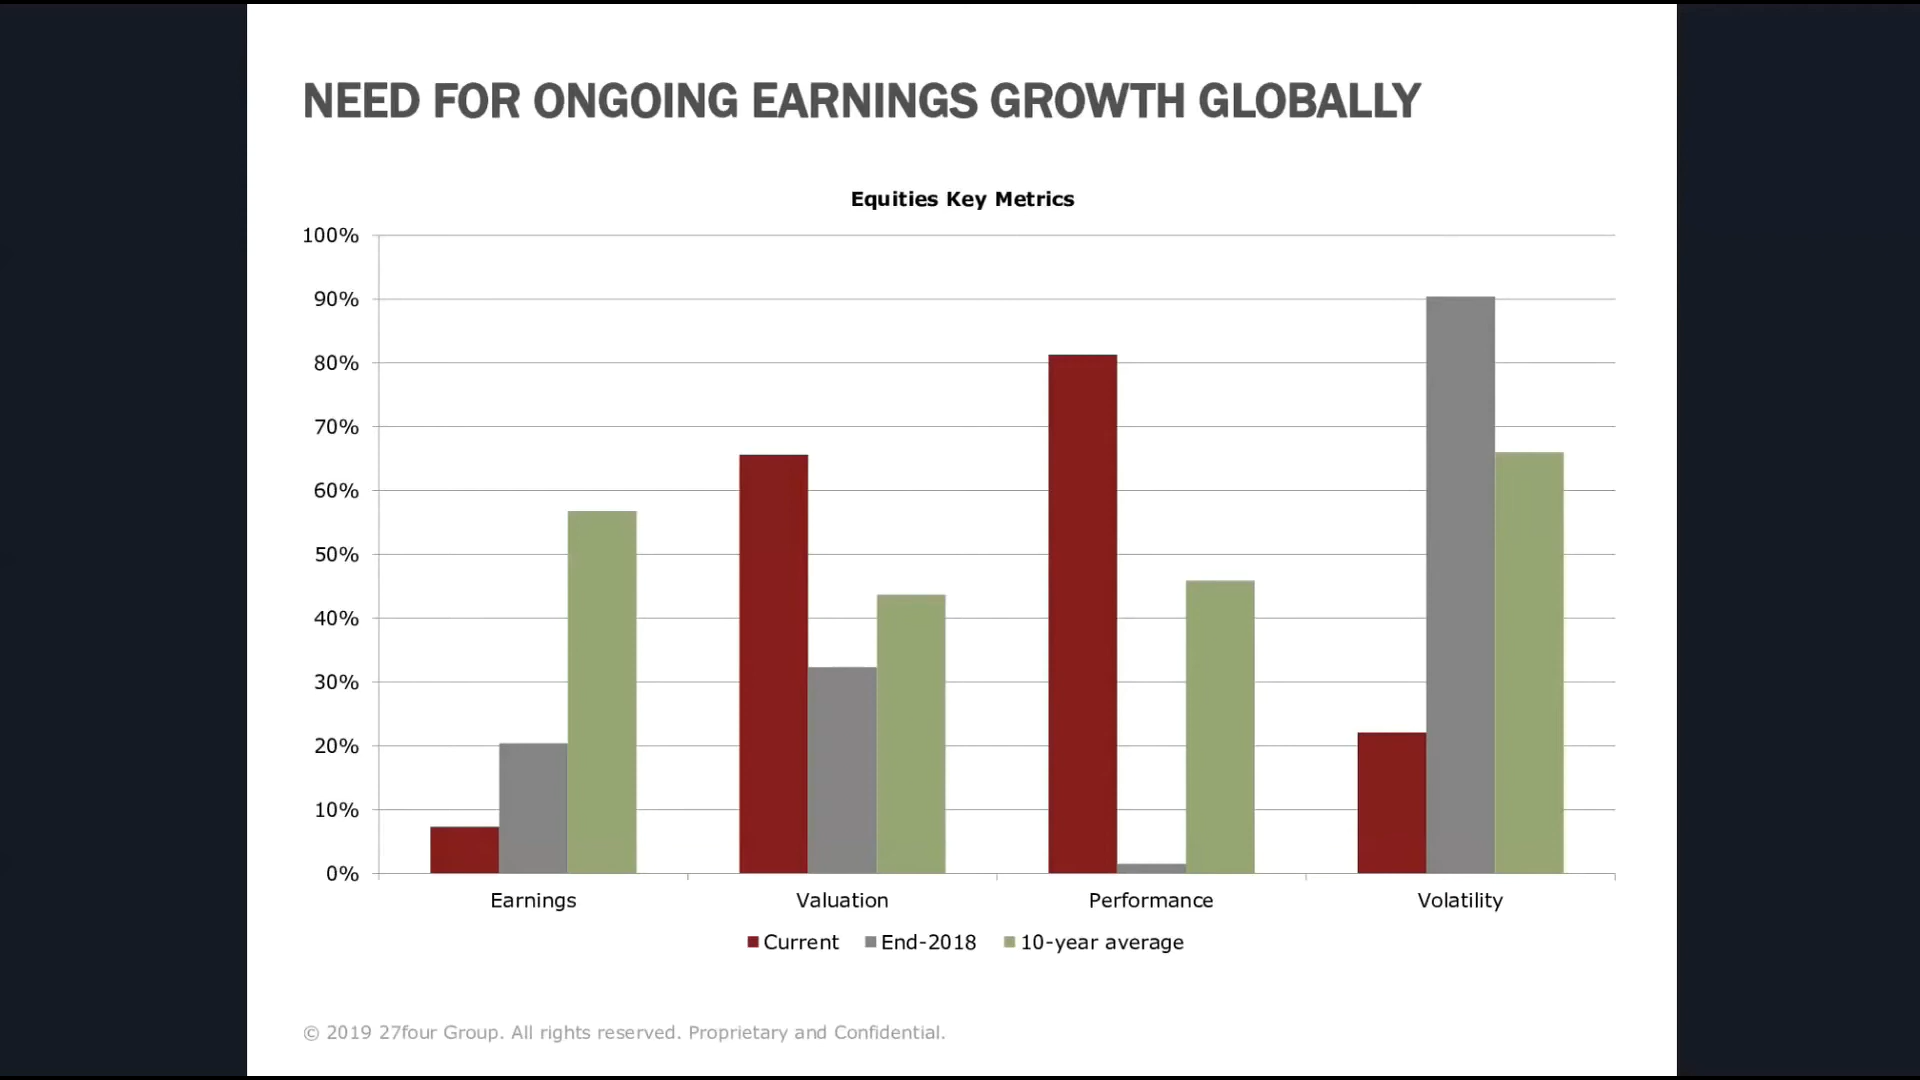 NEED FOR ONGOING EARNINGS GROWTH GLOBALLY
Equities Key Metrics
100%
90%
80%
70%
60%
50%
40%
30%
20%
10%
0%
Earnings Valuation Performance Volatility
Current End-2018 10-year average
© 2019 27four Group. All rights reserved. Proprietary and Confidential.